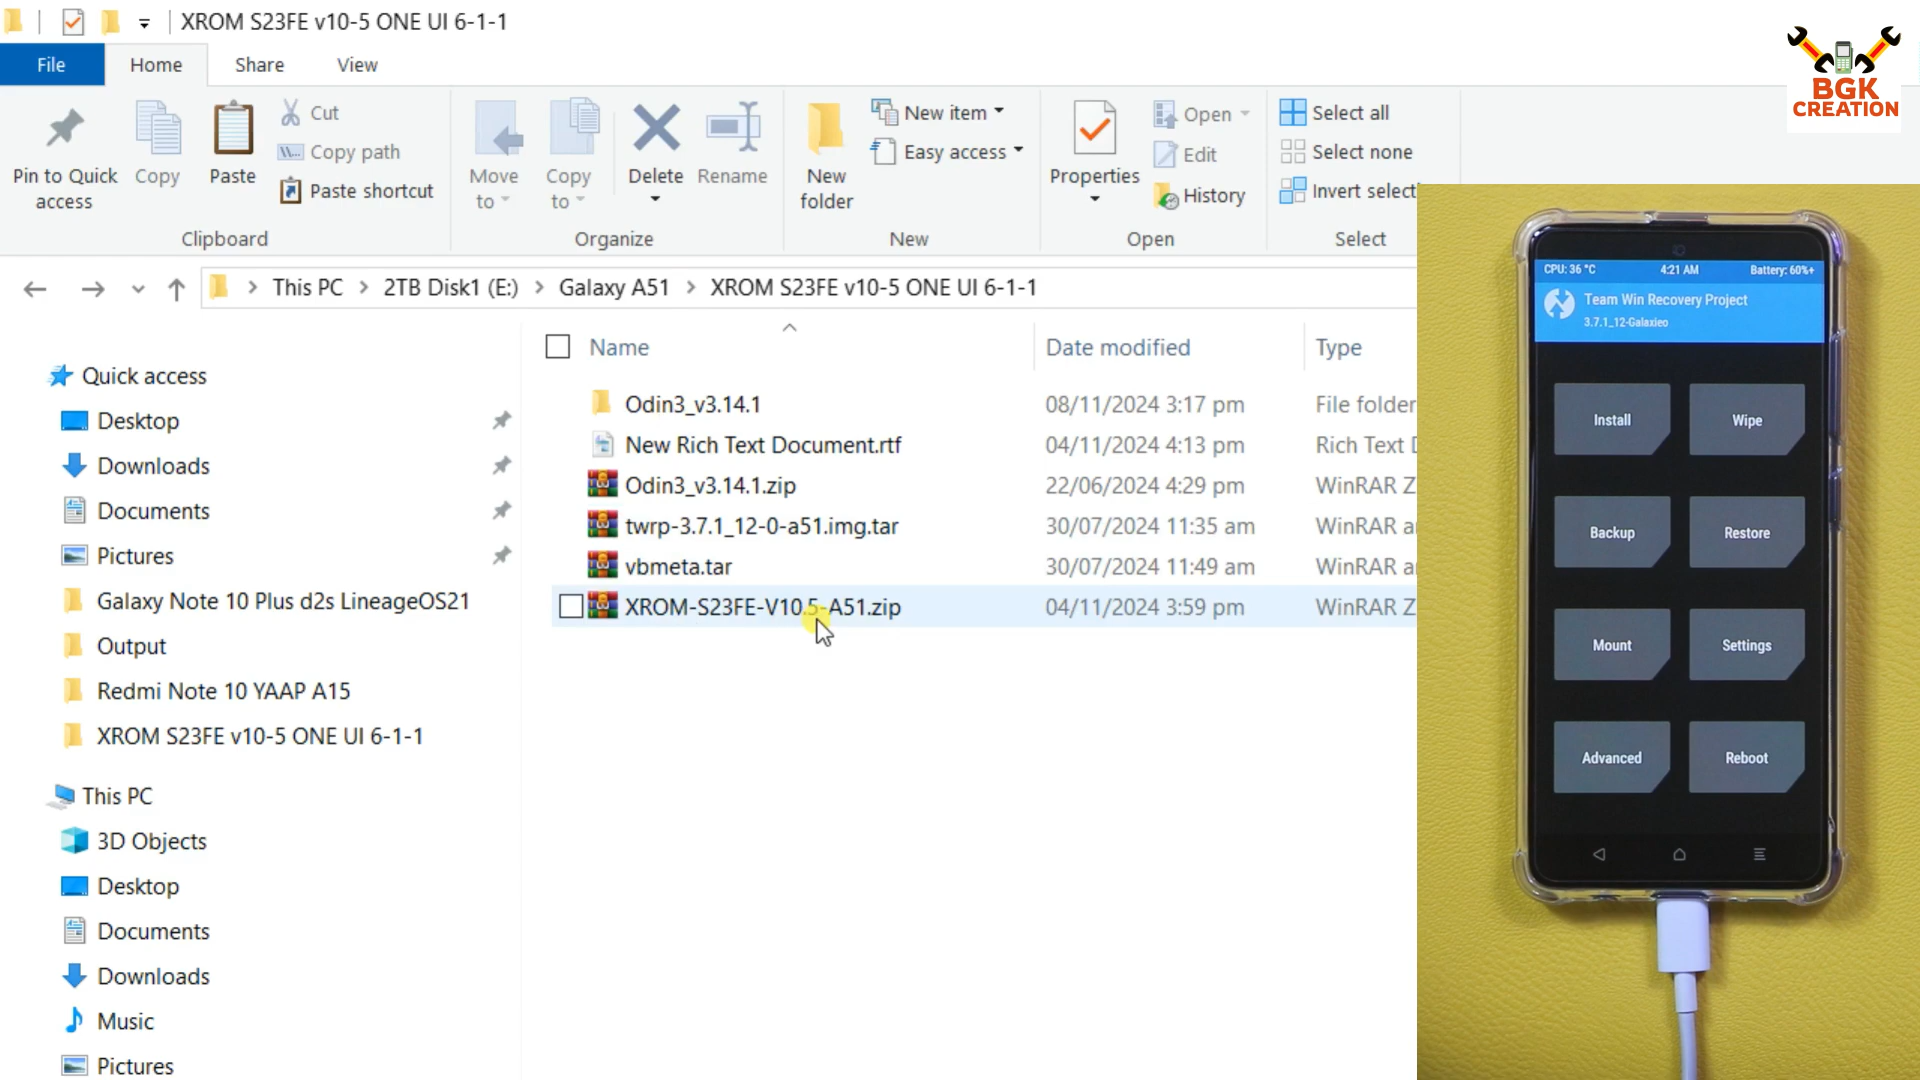 XROM S23FE v10-5 ONE UI 6-1-1
File
Home
Share
View
Pin to Quick access
Copy
Paste
Cut
Copy path
Paste shortcut
Clipboard
Move to
Copy to
Delete
Rename
Organize
New folder
New item
Easy access
New
Properties
Open
Edit
History
Open
Select all
Select none
Invert select
Select
BGK
CREATION
This PC
2TB Disk1 (E:)
Galaxy A51
XROM S23FE v10-5 ONE UI 6-1-1
Name
Date modified
Type
Odin3_v3.14.1
08/11/2024 3:17 pm
File folder
New Rich Text Document.rtf
04/11/2024 4:13 pm
Rich Text D
Odin3_v3.14.1.zip
22/06/2024 4:29 pm
WinRAR Z
twrp-3.7.1_12-0-a51.img.tar
30/07/2024 11:35 am
WinRAR a
vbmeta.tar
30/07/2024 11:49 am
WinRAR a
XROM-S23FE-V10.5-A51.zip
04/11/2024 3:59 pm
WinRAR Z
Quick access
Desktop
Downloads
Documents
Pictures
Galaxy Note 10 Plus d2s LineageOS21
Output
Redmi Note 10 YAAP A15
XROM S23FE v10-5 ONE UI 6-1-1
This PC
3D Objects
Desktop
Documents
Downloads
Music
Pictures
CPU: 36 °C
4:21 AM
Battery: 60%+
Team Win Recovery Project
3.7.1_12-Galaxieo
Install
Wipe
Backup
Restore
Mount
Settings
Advanced
Reboot